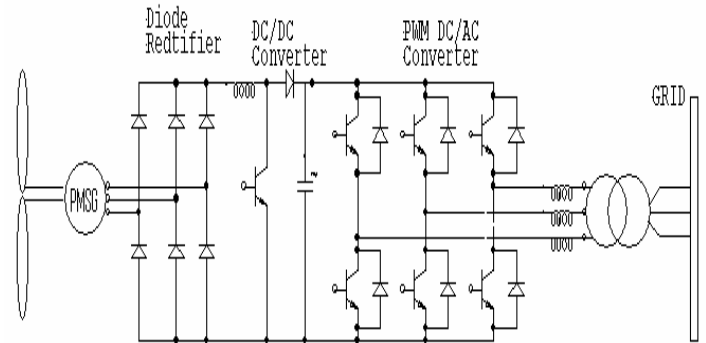 Diode
Redtifier
DC/DC
Converter
PWM DC/AC
Converter
GRID
PMSG